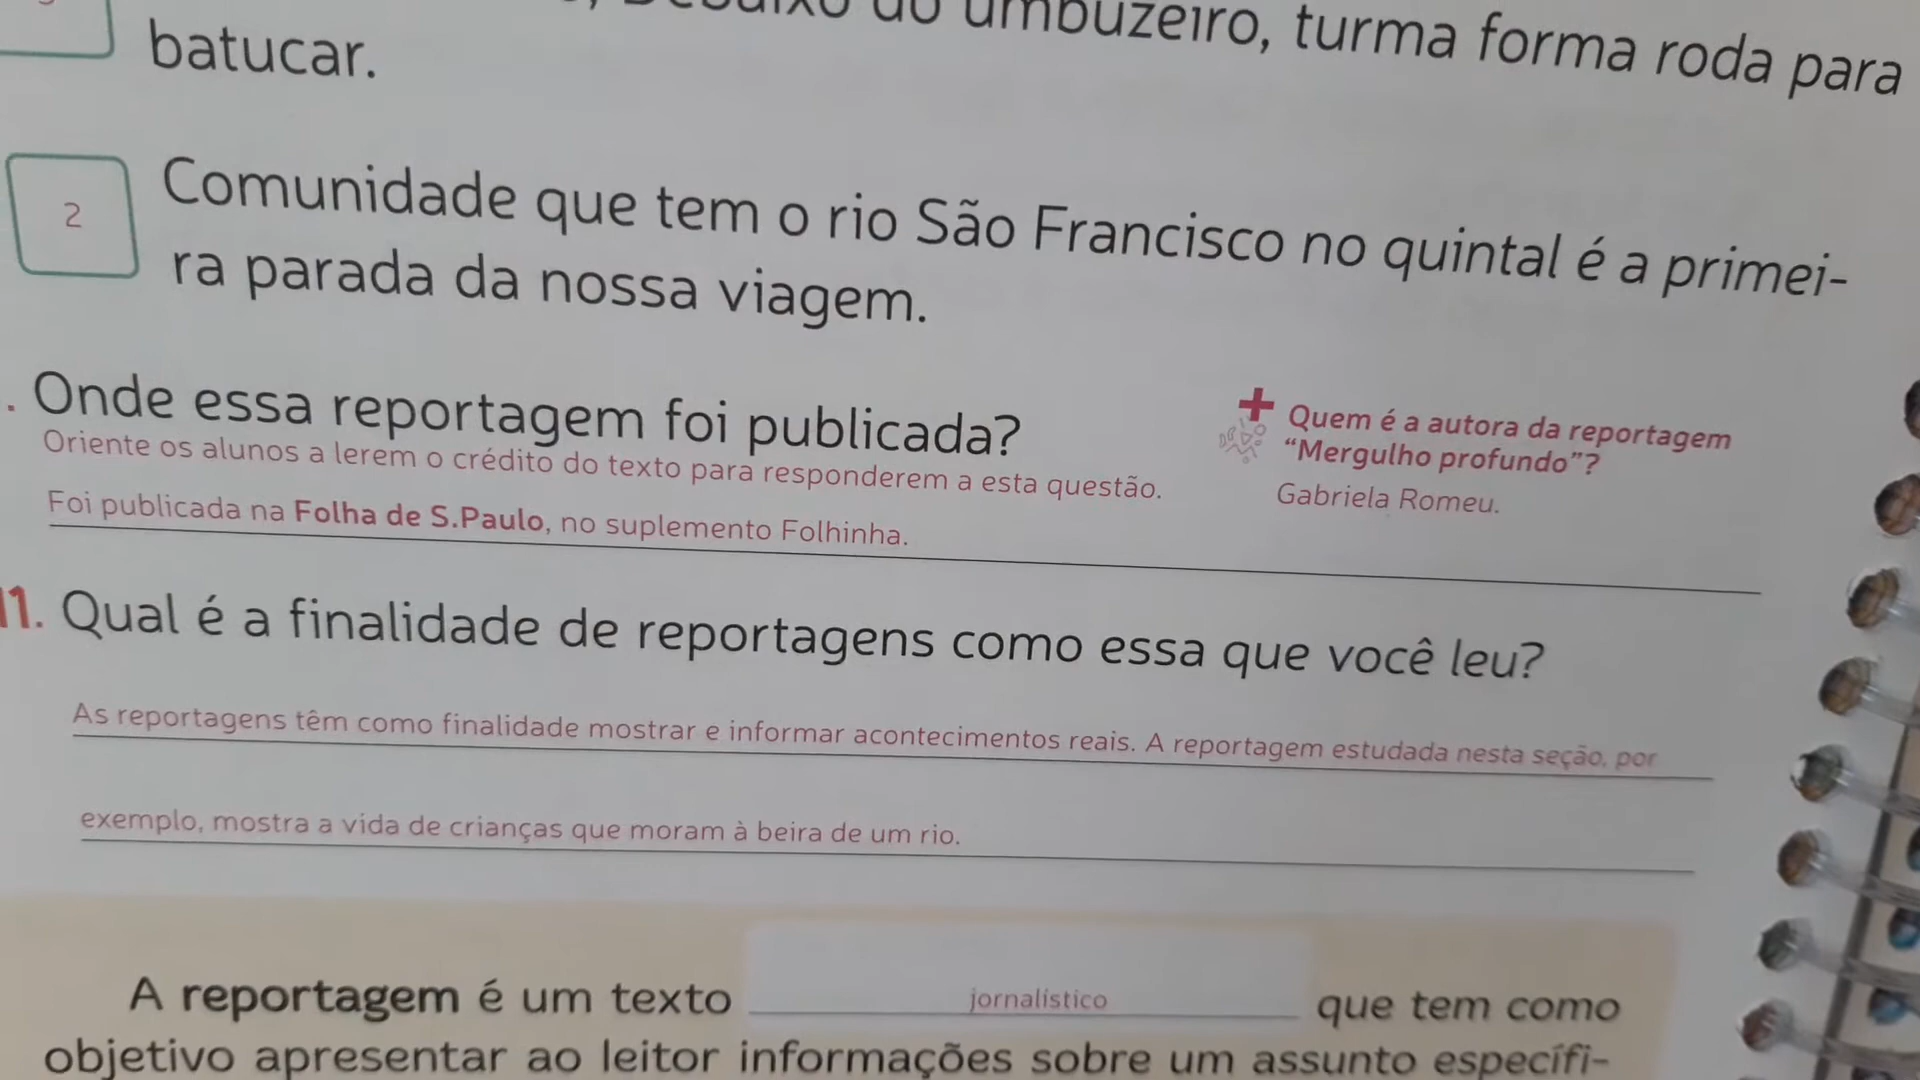 Debaixo do umbuzeiro, turma forma roda para
batucar.
2
Comunidade que tem o rio São Francisco no quintal é a primei-
ra parada da nossa viagem.
. Onde essa reportagem foi publicada?
Oriente os alunos a lerem o crédito do texto para responderem a esta questão.
Foi publicada na Folha de S.Paulo, no suplemento Folhinha.
+ Quem é a autora da reportagem
“Mergulho profundo”?
Gabriela Romeu.
11. Qual é a finalidade de reportagens como essa que você leu?
As reportagens têm como finalidade mostrar e informar acontecimentos reais. A reportagem estudada nesta seção, por
exemplo, mostra a vida de crianças que moram à beira de um rio.
A reportagem é um texto jornalístico que tem como
objetivo apresentar ao leitor informações sobre um assunto específi-